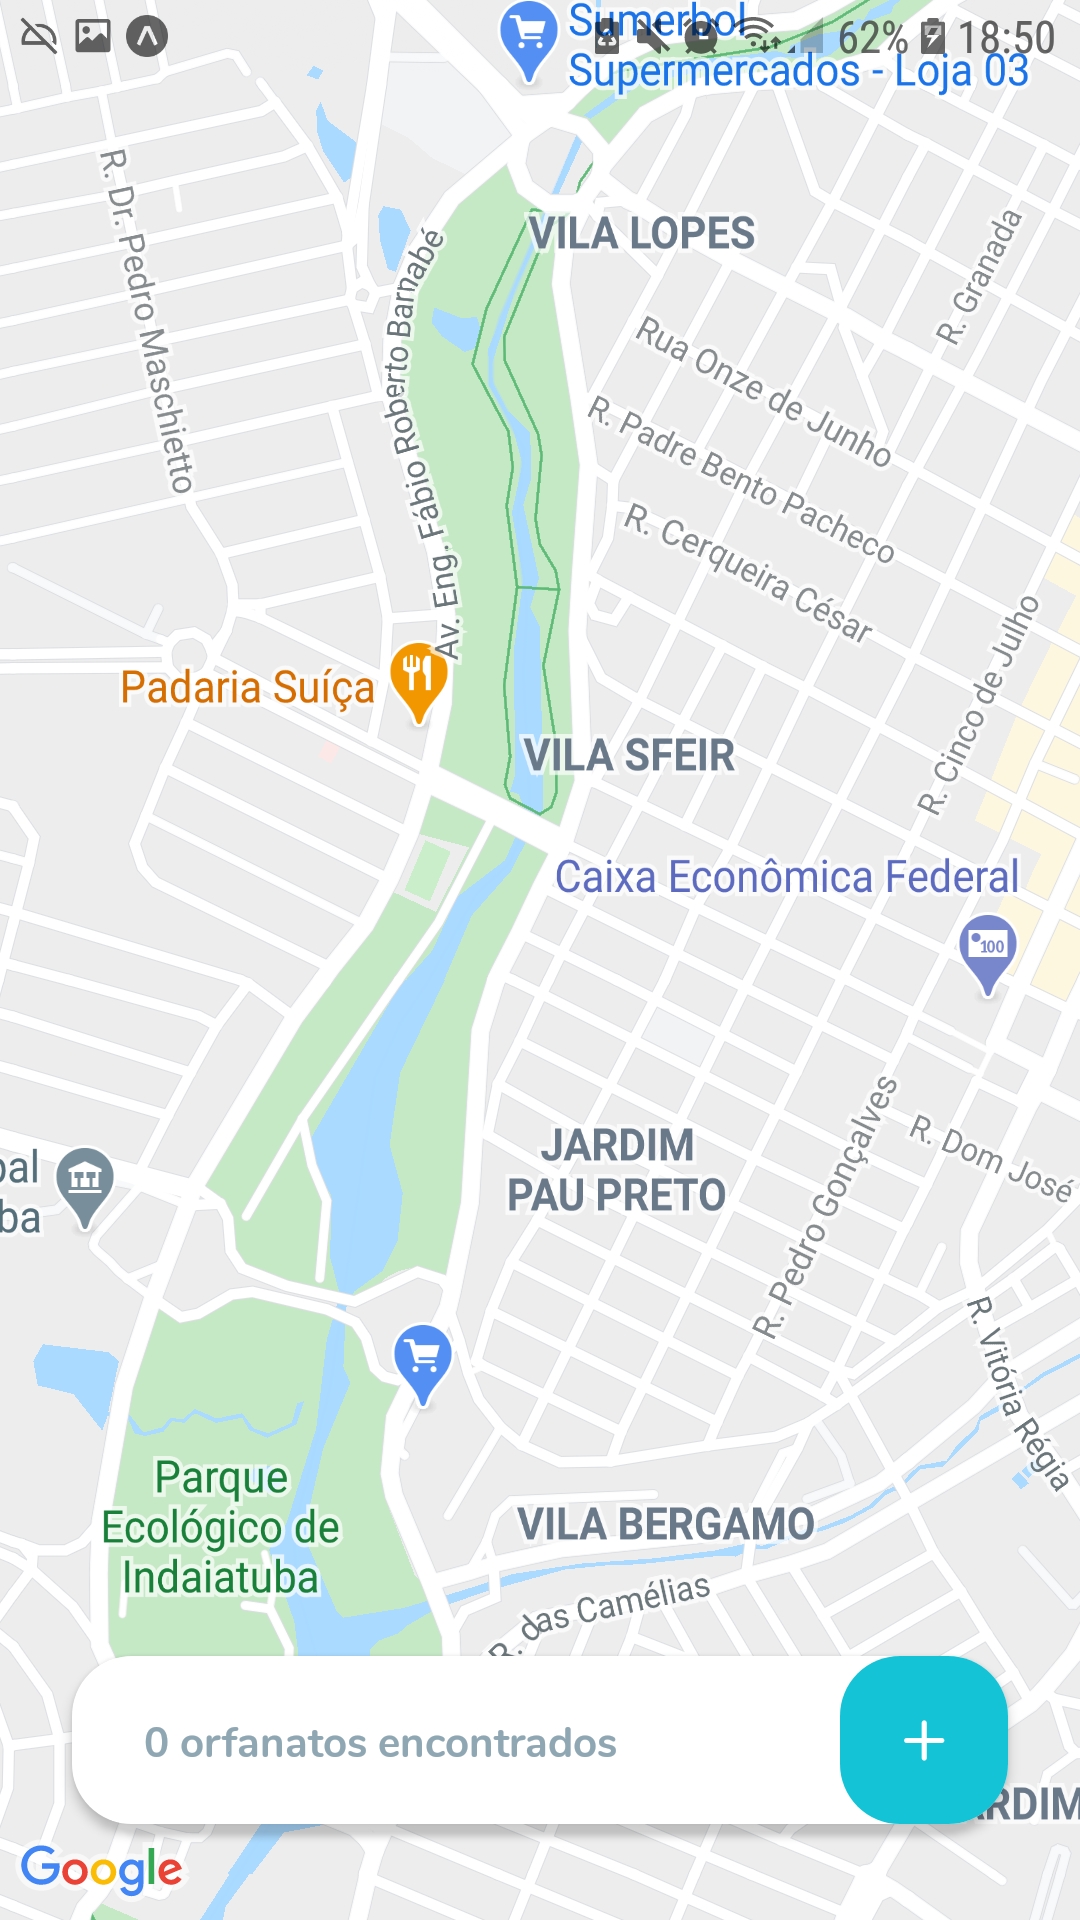 62% 18:50
Sumerbol
Supermercados - Loja 03
R. Dr. Pedro Maschietto
VILA LOPES
Av. Eng. Fábio Roberto Barnabé
R. Granada
Rua Onze de Junho
R. Padre Bento Pacheco
R. Cerqueira César
R. Cinco de Julho
Padaria Suíça
VILA SFEIR
Caixa Econômica Federal
100
R. Pedro Gonçalves
R. Dom José
JARDIM
PAU PRETO
pal
ba
R. Vitória Régia
Parque
Ecológico de
Indaiatuba
VILA BERGAMO
R. das Camélias
0 orfanatos encontrados
+
ARDIM
Google